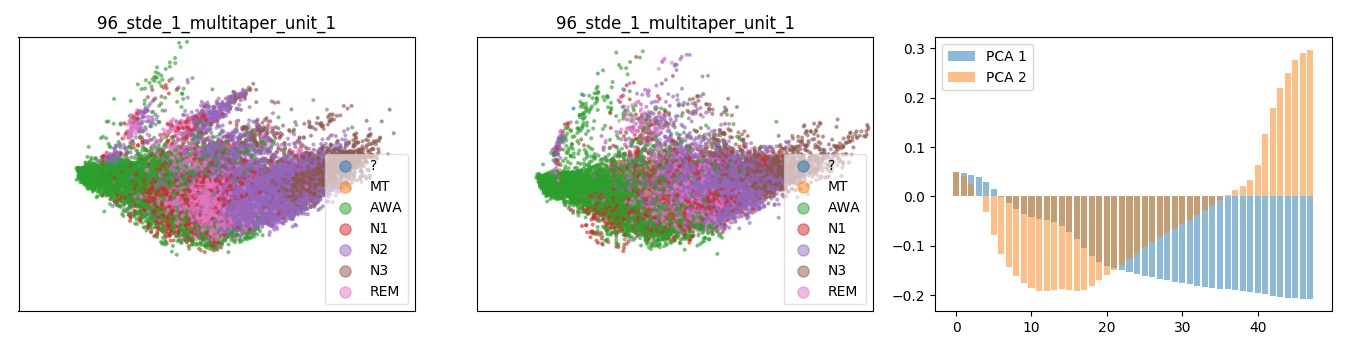 96_stde_1_multitaper_unit_1
?
MT
AWA
N1
N2
N3
REM
96_stde_1_multitaper_unit_1
?
MT
AWA
N1
N2
N3
REM
PCA 1
PCA 2
0.3
0.2
0.1
0.0
−0.1
−0.2
0 10 20 30 40